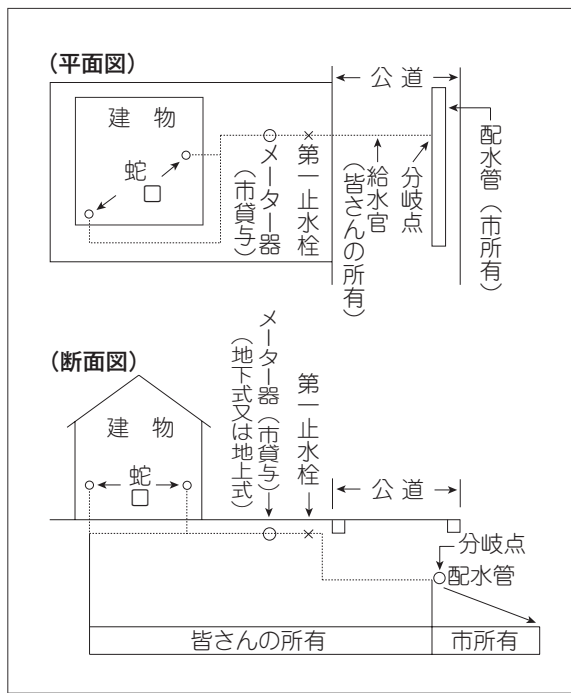 (平面図)
公道
建物
蛇口
メーター器
(市貸与)
第一止水栓
給水官
(皆さんの所有)
分岐点
配水管(市所有)
(断面図)
建物
蛇口
メーター器(市貸与)
(地下式又は地上式)
第一止水栓
公道
分岐点
配水管
皆さんの所有
市所有